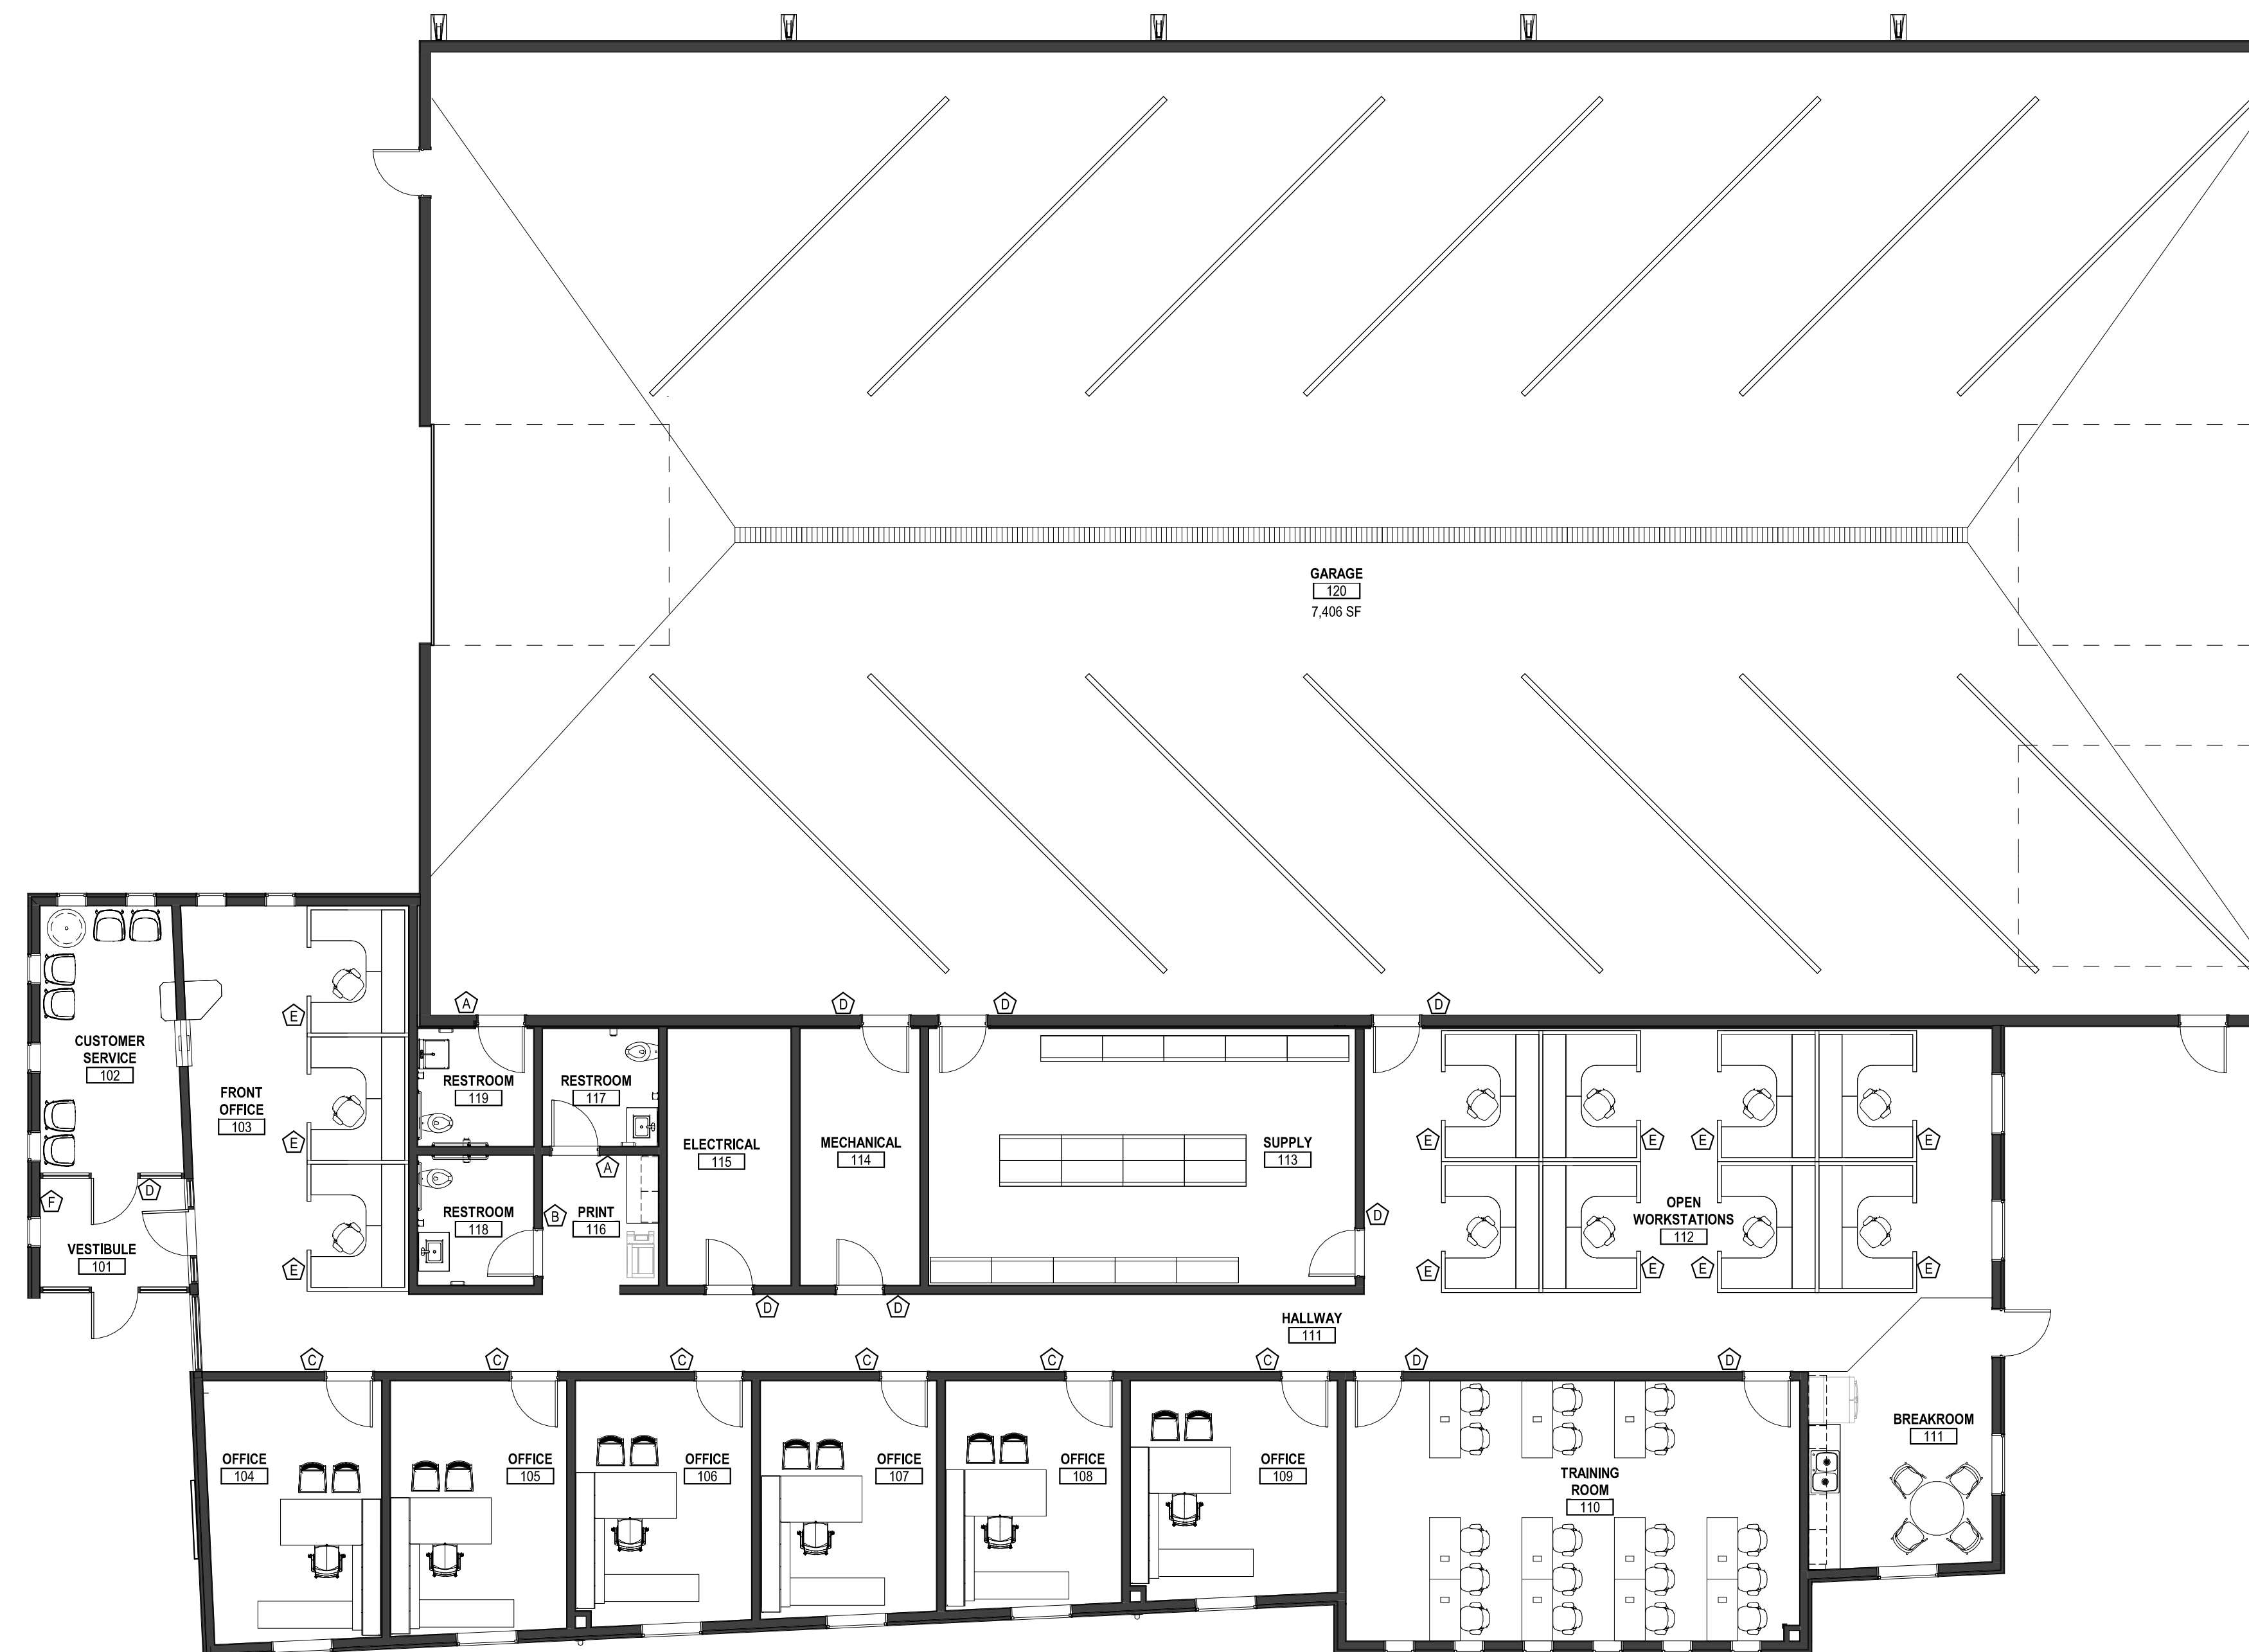 GARAGE
120
7,406 SF
A
D
D
D
E
CUSTOMER
SERVICE
102
FRONT
OFFICE
103
E
RESTROOM
119
RESTROOM
117
A
ELECTRICAL
115
MECHANICAL
114
SUPPLY
113
E
E
E
E
F
D
VESTIBULE
101
E
RESTROOM
118
B
PRINT
116
D
OPEN
WORKSTATIONS
112
E
E
E
E
D
D
HALLWAY
111
C
C
C
C
C
C
D
D
OFFICE
104
OFFICE
105
OFFICE
106
OFFICE
107
OFFICE
108
OFFICE
109
TRAINING
ROOM
110
BREAKROOM
111